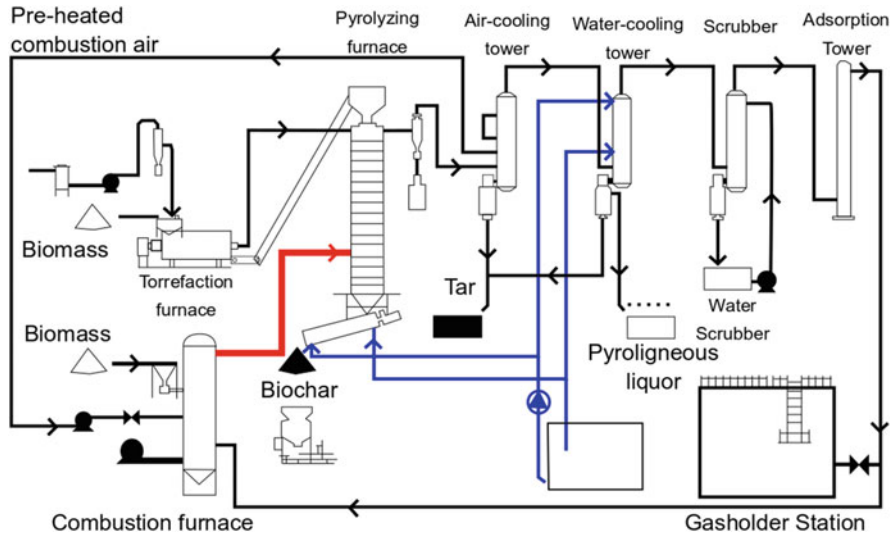 Pre-heated
combustion air
Pyrolyzing
furnace
Air-cooling
tower
Water-cooling
tower
Scrubber
Adsorption
Tower
Biomass
Torrefaction
furnace
Biomass
Tar
Biochar
Pyroligneous
liquor
Water
Scrubber
Combustion furnace
Gasholder Station